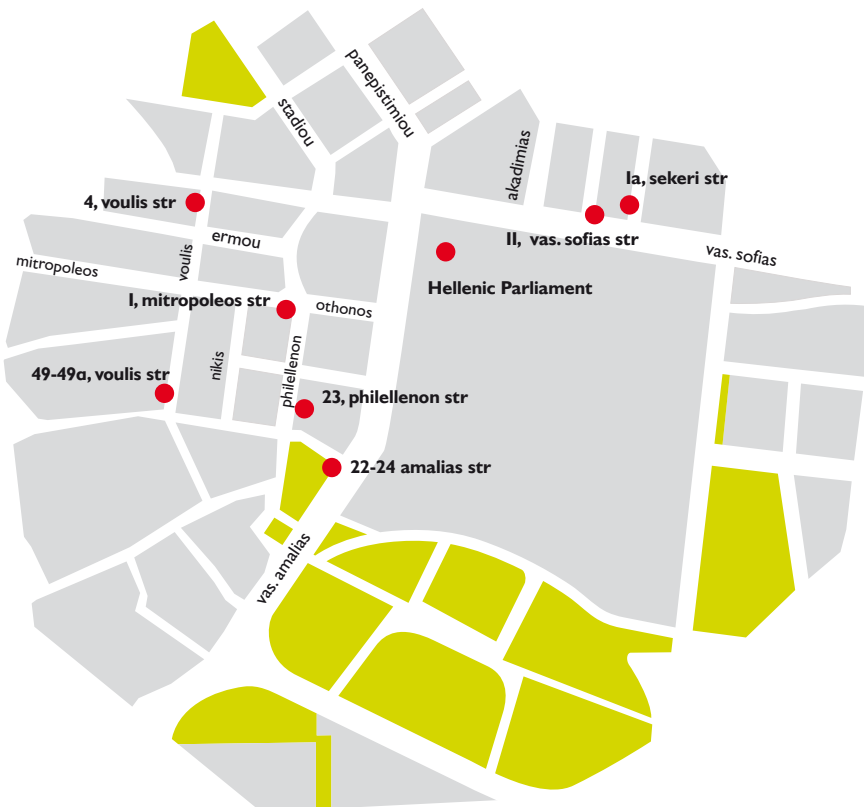 panepistimiou
stadiou
akadimias
Ia, sekeri str
4, voulis str
ermou
II, vas. sofias str
vas. sofias
voulis
mitropoleos
Hellenic Parliament
I, mitropoleos str
othonos
nikis
philellenon
49-49α, voulis str
23, philellenon str
22-24 amalias str
vas. amalias